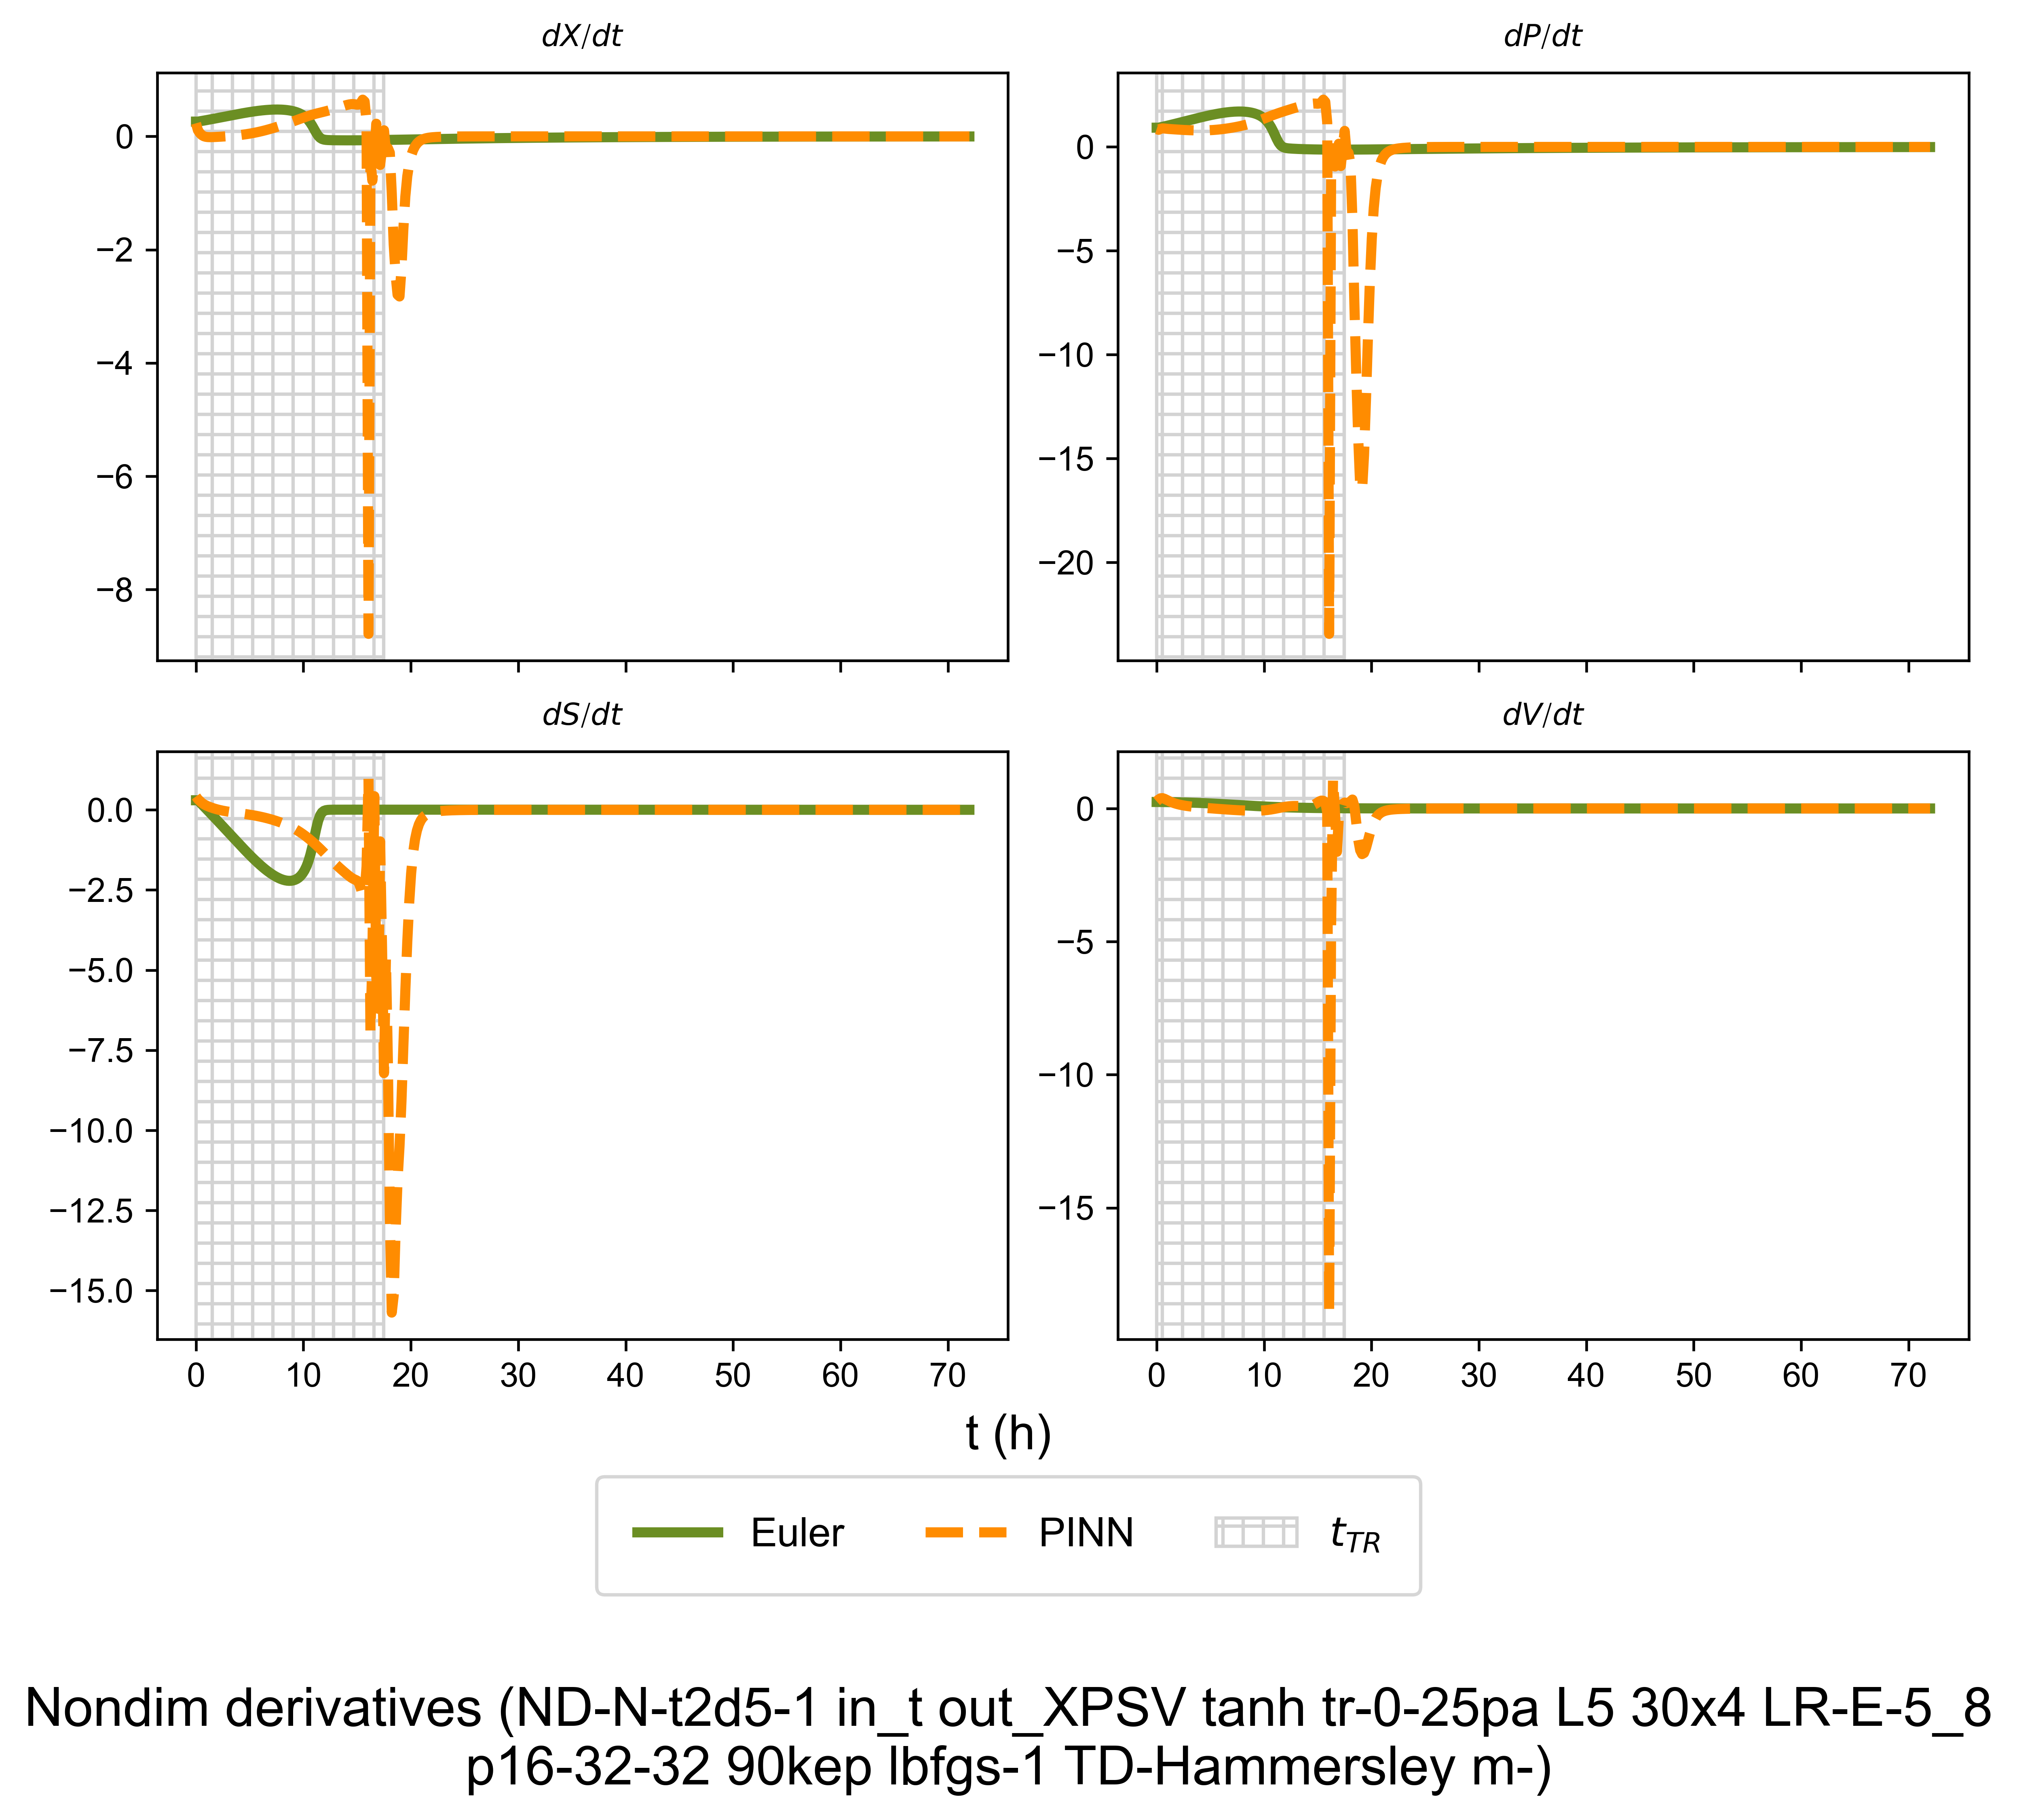 dX/dt
dP/dt
0
−2
−4
−6
−8
0
−5
−10
−15
−20
dS/dt
dV/dt
0.0
−2.5
−5.0
−7.5
−10.0
−12.5
−15.0
0
−5
−10
−15
0 10 20 30 40 50 60 70
0 10 20 30 40 50 60 70
t (h)
Euler PINN t_{TR}
Nondim derivatives (ND-N-t2d5-1 in_t out_XPSV tanh tr-0-25pa L5 30x4 LR-E-5_8
p16-32-32 90kep lbfgs-1 TD-Hammersley m-)